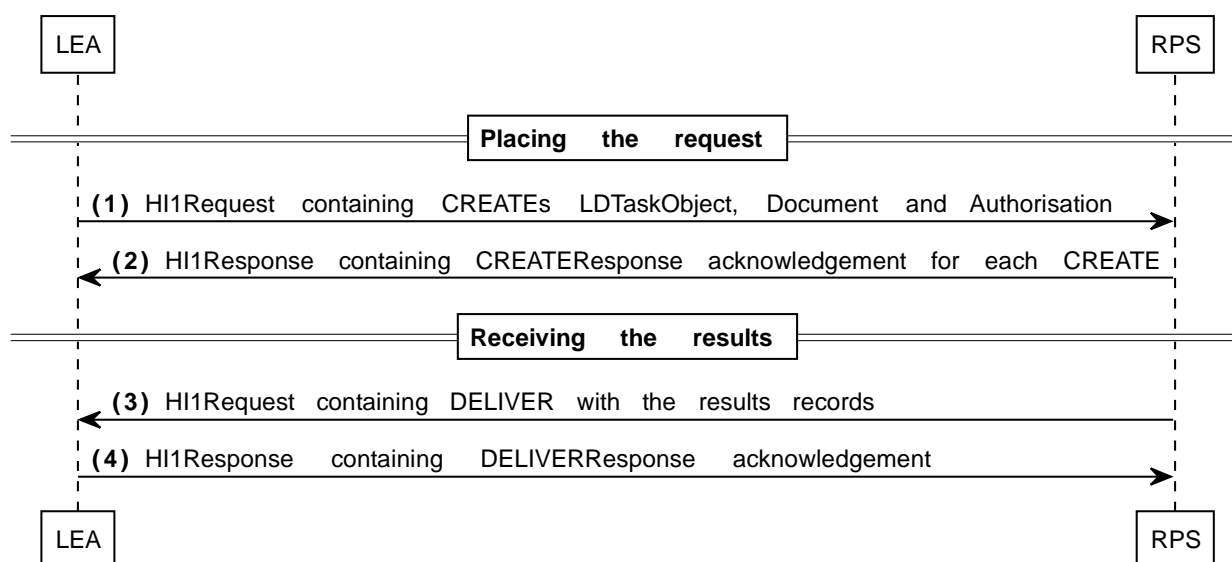 LEA RPS
Placing the request
(1) HI1Request containing CREATEs LDTaskObject, Document and Authorisation
(2) HI1Response containing CREATEResponse acknowledgement for each CREATE
Receiving the results
(3) HI1Request containing DELIVER with the results records
(4) HI1Response containing DELIVERResponse acknowledgement
LEA RPS